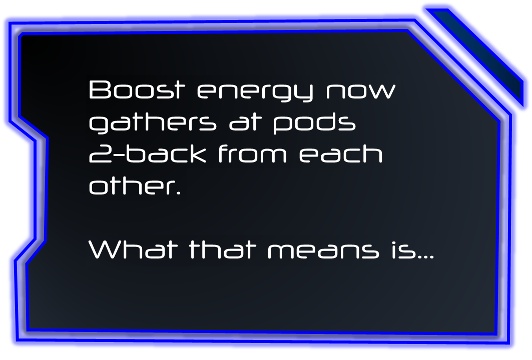 Boost energy now
gathers at pods
2-back from each
other.
What that means is...